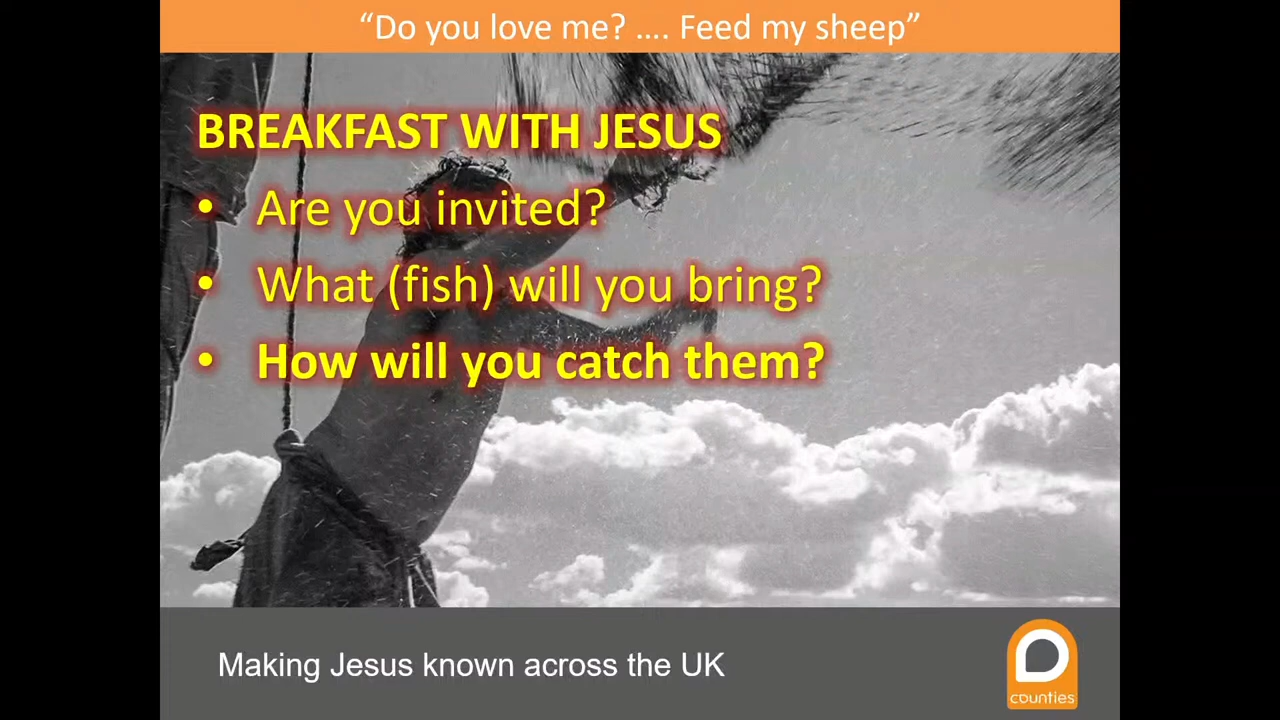 “Do you love me? .... Feed my sheep”
BREAKFAST WITH JESUS
• Are you invited?
• What (fish) will you bring?
• How will you catch them?
Making Jesus known across the UK
counties